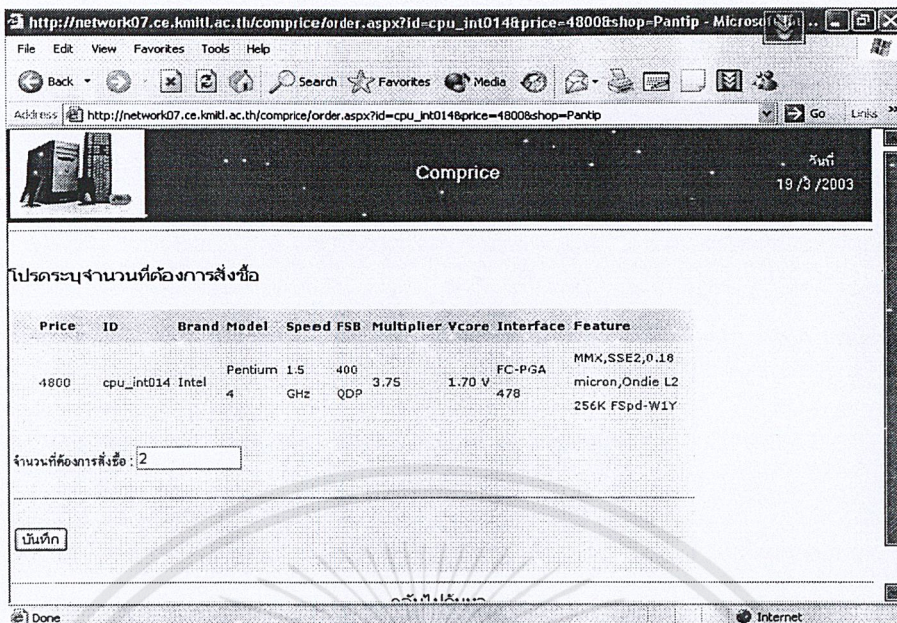 http://network07.ce.kmitl.ac.th/comprice/order.aspx?id=cpu_int014&price=4800&shop=Pantip - Microsoft
File Edit View Favorites Tools Help
Back Search Favorites Media
Address http://network07.ce.kmitl.ac.th/comprice/order.aspx?id=cpu_int014&price=4800&shop=Pantip Go Links »
Comprice
วันที่
19 /3 /2003
โปรดระบุจำนวนที่ต้องการสั่งซื้อ
Price ID Brand Model Speed FSB Multiplier Vcore Interface Feature
4800 cpu_int014 Intel Pentium 4 1.5 GHz 400 QDP 3.75 1.70 V FC-PGA 478 MMX,SSE2,0.18 micron,Ondie L2 256K FSpd-W1Y
จำนวนที่ต้องการสั่งซื้อ : 2
บันทึก
Done Internet